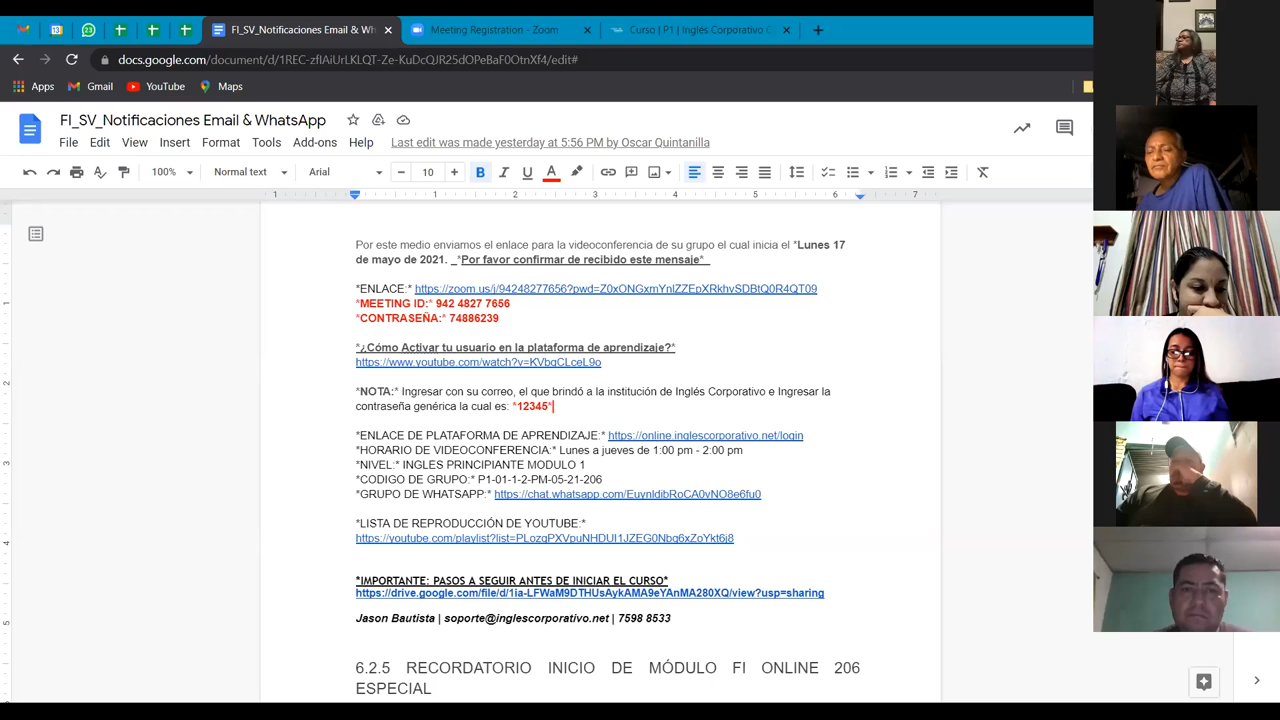 FI_SV_Notificaciones Email & Wh
Meeting Registration - Zoom
Curso | P1 | Inglés Corporativo
docs.google.com/document/d/1REC-zfIAiUrLKLQT-Ze-KuDcQJR25dOPeBaF0OtnXf4/edit#
Apps
Gmail
YouTube
Maps
FI_SV_Notificaciones Email & WhatsApp
File Edit View Insert Format Tools Add-ons Help Last edit was made yesterday at 5:56 PM by Oscar Quintanilla
100% Normal text Arial 10
1 1 2 3 4 5 6 7
Por este medio enviamos el enlace para la videoconferencia de su grupo el cual inicia el *Lunes 17
de mayo de 2021. _*Por favor confirmar de recibido este mensaje*_
*ENLACE:* https://zoom.us/j/94248277656?pwd=Z0xONGxmYnlZZEpXRkhvSDBtQ0R4QT09
*MEETING ID:* 942 4827 7656
*CONTRASEÑA:* 74886239
*¿Cómo Activar tu usuario en la plataforma de aprendizaje?*
https://www.youtube.com/watch?v=KVbgCLceL9o
*NOTA:* Ingresar con su correo, el que brindó a la institución de Inglés Corporativo e Ingresar la
contraseña genérica la cual es: *12345*
*ENLACE DE PLATAFORMA DE APRENDIZAJE:* https://online.inglescorporativo.net/login
*HORARIO DE VIDEOCONFERENCIA:* Lunes a jueves de 1:00 pm - 2:00 pm
*NIVEL:* INGLES PRINCIPIANTE MODULO 1
*CODIGO DE GRUPO:* P1-01-1-2-PM-05-21-206
*GRUPO DE WHATSAPP:* https://chat.whatsapp.com/EuynIdibRoCA0vNO8e6fu0
*LISTA DE REPRODUCCIÓN DE YOUTUBE:*
https://youtube.com/playlist?list=PLozqPXVpuNHDUI1JZEG0Nbg6xZoYkt6j8
*IMPORTANTE: PASOS A SEGUIR ANTES DE INICIAR EL CURSO*
https://drive.google.com/file/d/1ia-LFWaM9DTHUsAykAMA9eYAnMA280XQ/view?usp=sharing
Jason Bautista | soporte@inglescorporativo.net | 7598 8533
6.2.5 RECORDATORIO INICIO DE MÓDULO FI ONLINE 206
ESPECIAL